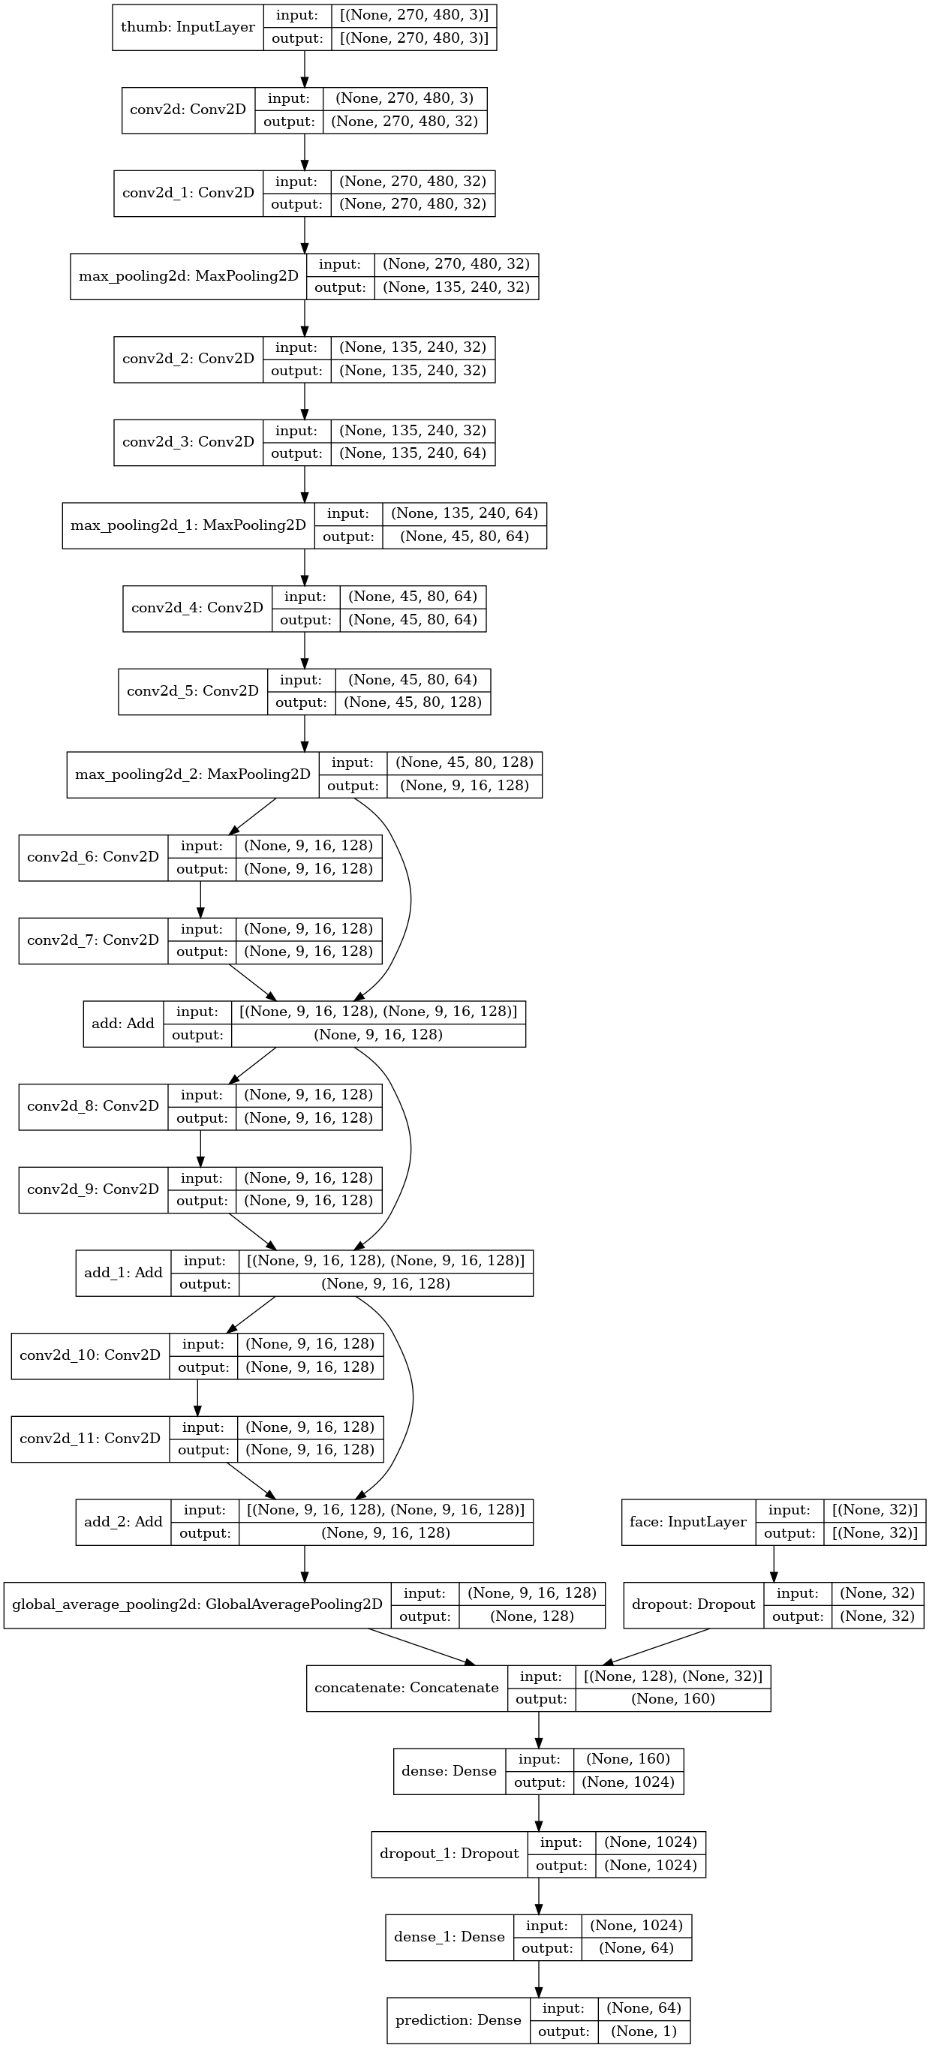 thumb: InputLayer
input: [(None, 270, 480, 3)]
output: [(None, 270, 480, 3)]
conv2d: Conv2D
input: (None, 270, 480, 3)
output: (None, 270, 480, 32)
conv2d_1: Conv2D
input: (None, 270, 480, 32)
output: (None, 270, 480, 32)
max_pooling2d: MaxPooling2D
input: (None, 270, 480, 32)
output: (None, 135, 240, 32)
conv2d_2: Conv2D
input: (None, 135, 240, 32)
output: (None, 135, 240, 32)
conv2d_3: Conv2D
input: (None, 135, 240, 32)
output: (None, 135, 240, 64)
max_pooling2d_1: MaxPooling2D
input: (None, 135, 240, 64)
output: (None, 45, 80, 64)
conv2d_4: Conv2D
input: (None, 45, 80, 64)
output: (None, 45, 80, 64)
conv2d_5: Conv2D
input: (None, 45, 80, 64)
output: (None, 45, 80, 128)
max_pooling2d_2: MaxPooling2D
input: (None, 45, 80, 128)
output: (None, 9, 16, 128)
conv2d_6: Conv2D
input: (None, 9, 16, 128)
output: (None, 9, 16, 128)
conv2d_7: Conv2D
input: (None, 9, 16, 128)
output: (None, 9, 16, 128)
add: Add
input: [(None, 9, 16, 128), (None, 9, 16, 128)]
output: (None, 9, 16, 128)
conv2d_8: Conv2D
input: (None, 9, 16, 128)
output: (None, 9, 16, 128)
conv2d_9: Conv2D
input: (None, 9, 16, 128)
output: (None, 9, 16, 128)
add_1: Add
input: [(None, 9, 16, 128), (None, 9, 16, 128)]
output: (None, 9, 16, 128)
conv2d_10: Conv2D
input: (None, 9, 16, 128)
output: (None, 9, 16, 128)
conv2d_11: Conv2D
input: (None, 9, 16, 128)
output: (None, 9, 16, 128)
add_2: Add
input: [(None, 9, 16, 128), (None, 9, 16, 128)]
output: (None, 9, 16, 128)
face: InputLayer
input: [(None, 32)]
output: [(None, 32)]
global_average_pooling2d: GlobalAveragePooling2D
input: (None, 9, 16, 128)
output: (None, 128)
dropout: Dropout
input: (None, 32)
output: (None, 32)
concatenate: Concatenate
input: [(None, 128), (None, 32)]
output: (None, 160)
dense: Dense
input: (None, 160)
output: (None, 1024)
dropout_1: Dropout
input: (None, 1024)
output: (None, 1024)
dense_1: Dense
input: (None, 1024)
output: (None, 64)
prediction: Dense
input: (None, 64)
output: (None, 1)